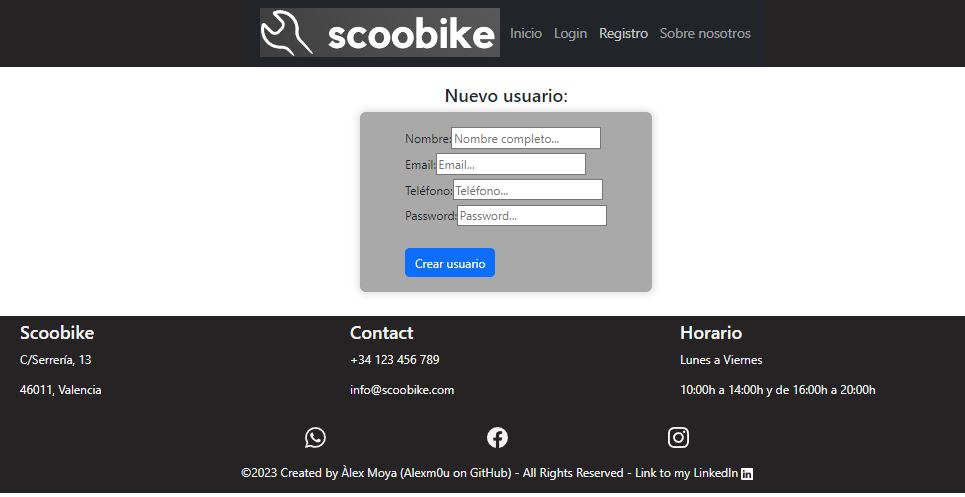 scoobike Inicio Login Registro Sobre nosotros
Nuevo usuario:
Nombre: Nombre completo...
Email: Email...
Teléfono: Teléfono...
Password: Password...
Crear usuario
Scoobike
C/Serrería, 13
46011, Valencia
Contact
+34 123 456 789
info@scoobike.com
Horario
Lunes a Viernes
10:00h a 14:00h y de 16:00h a 20:00h
©2023 Created by Àlex Moya (Alexm0u on GitHub) - All Rights Reserved - Link to my LinkedIn in